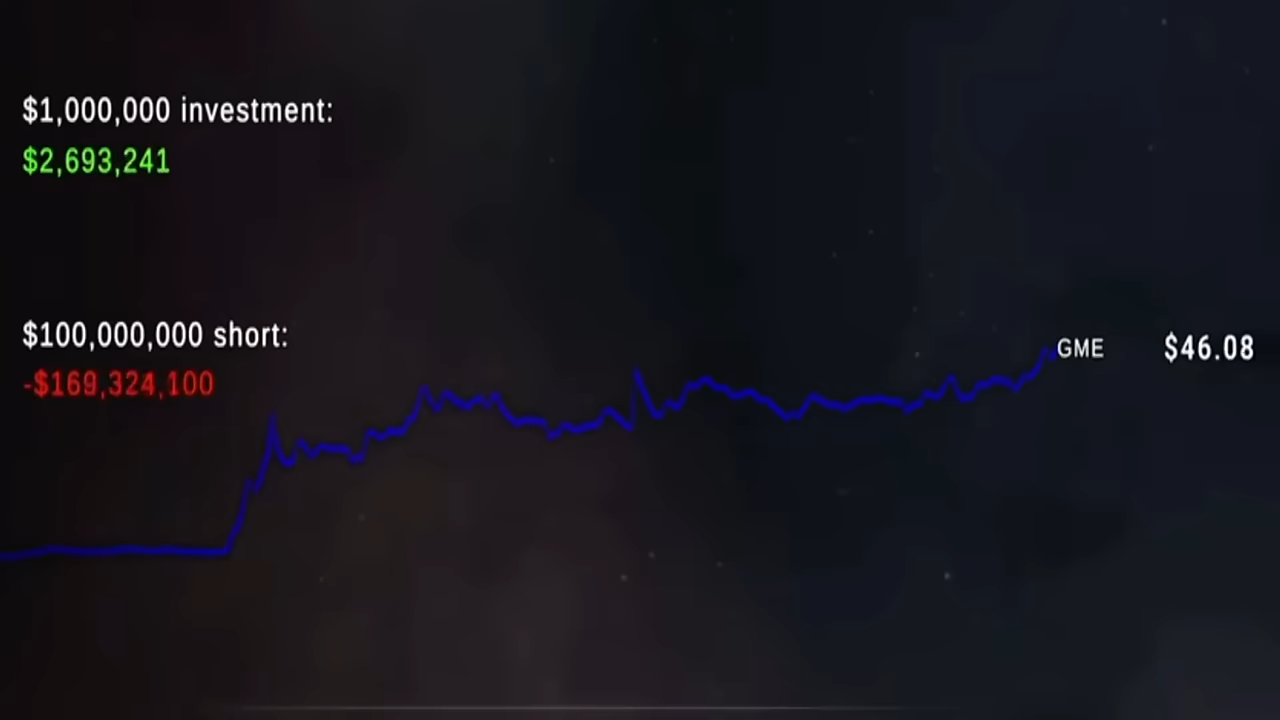 $1,000,000 investment:
$2,693,241
$100,000,000 short:
-$169,324,100
GME $46.08